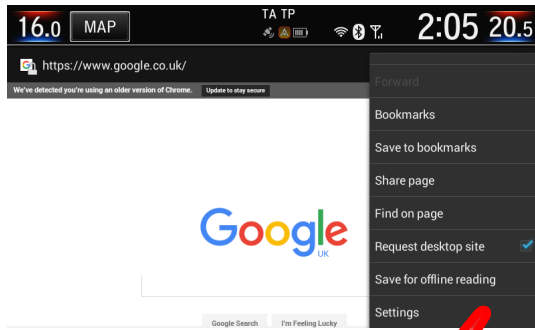 TA TP
16.0 MAP 2:05 20.5
https://www.google.co.uk/
We've detected you're using an older version of Chrome. Update to stay secure
Forward
Bookmarks
Save to bookmarks
Share page
Find on page
Google
UK
Request desktop site
Save for offline reading
Settings
Google Search I'm Feeling Lucky